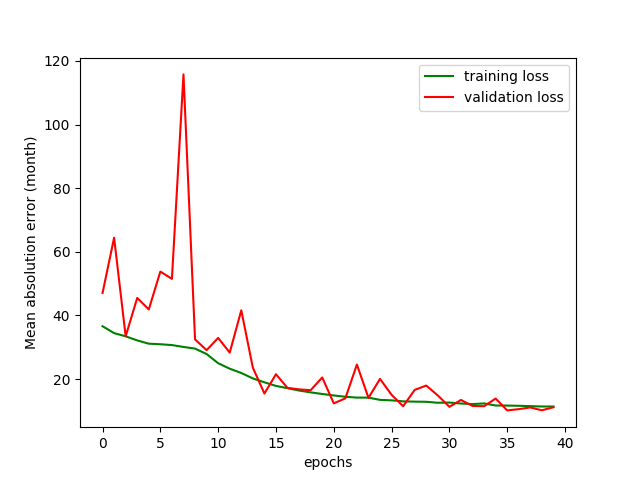 training loss
validation loss
Mean absolution error (month)
120
100
80
60
40
20
0 5 10 15 20 25 30 35 40
epochs